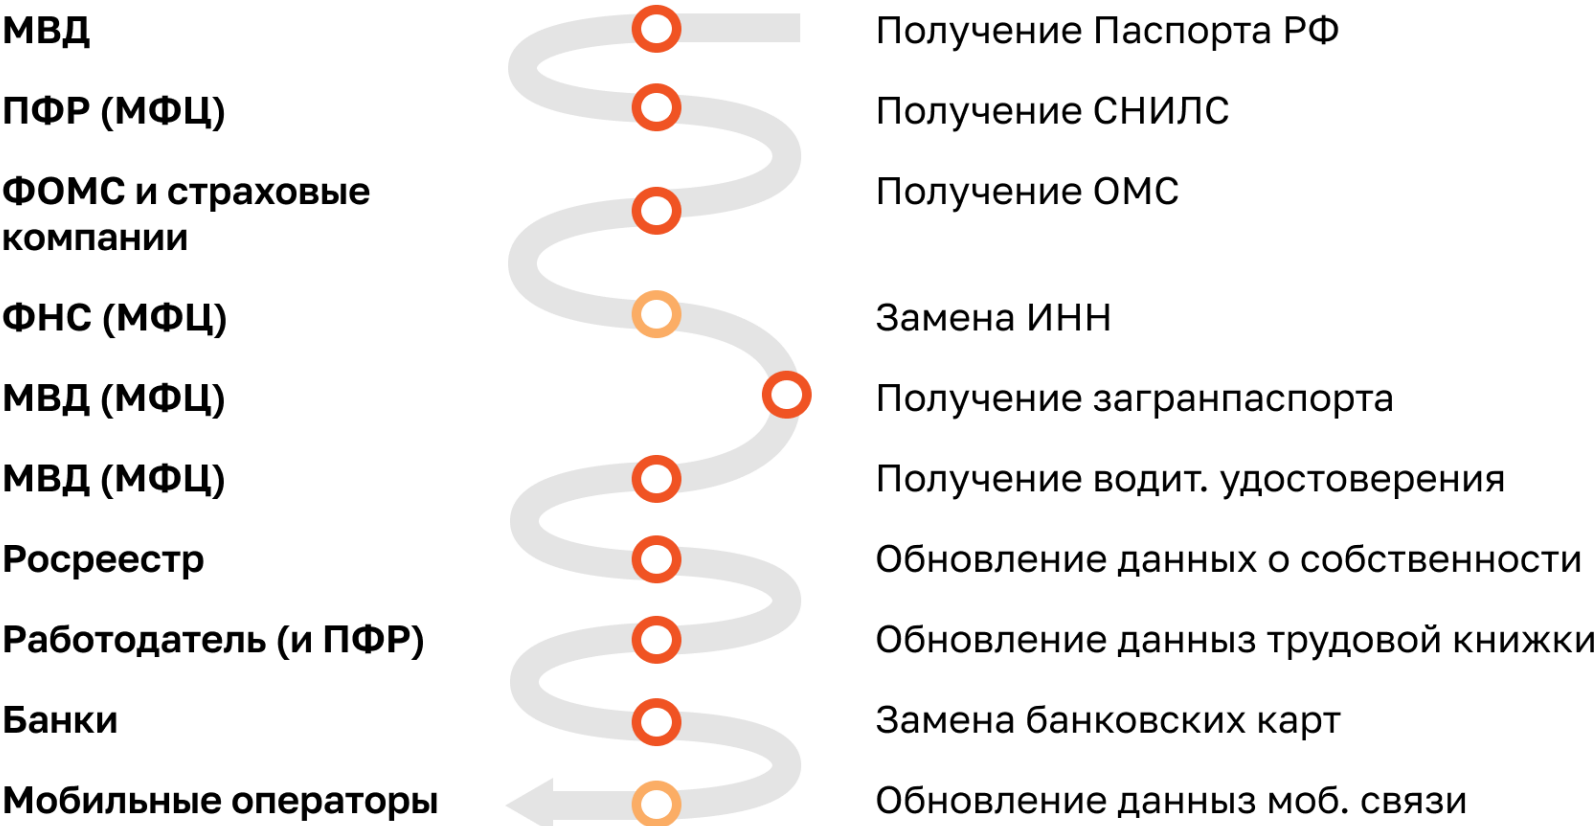 МВД
Получение Паспорта РФ
ПФР (МФЦ)
Получение СНИЛС
ФОМС и страховые
компании
Получение ОМС
ФНС (МФЦ)
Замена ИНН
МВД (МФЦ)
Получение загранпаспорта
МВД (МФЦ)
Получение водит. удостоверения
Росреестр
Обновление данных о собственности
Работодатель (и ПФР)
Обновление данныз трудовой книжки
Банки
Замена банковских карт
Мобильные операторы
Обновление данныз моб. связи